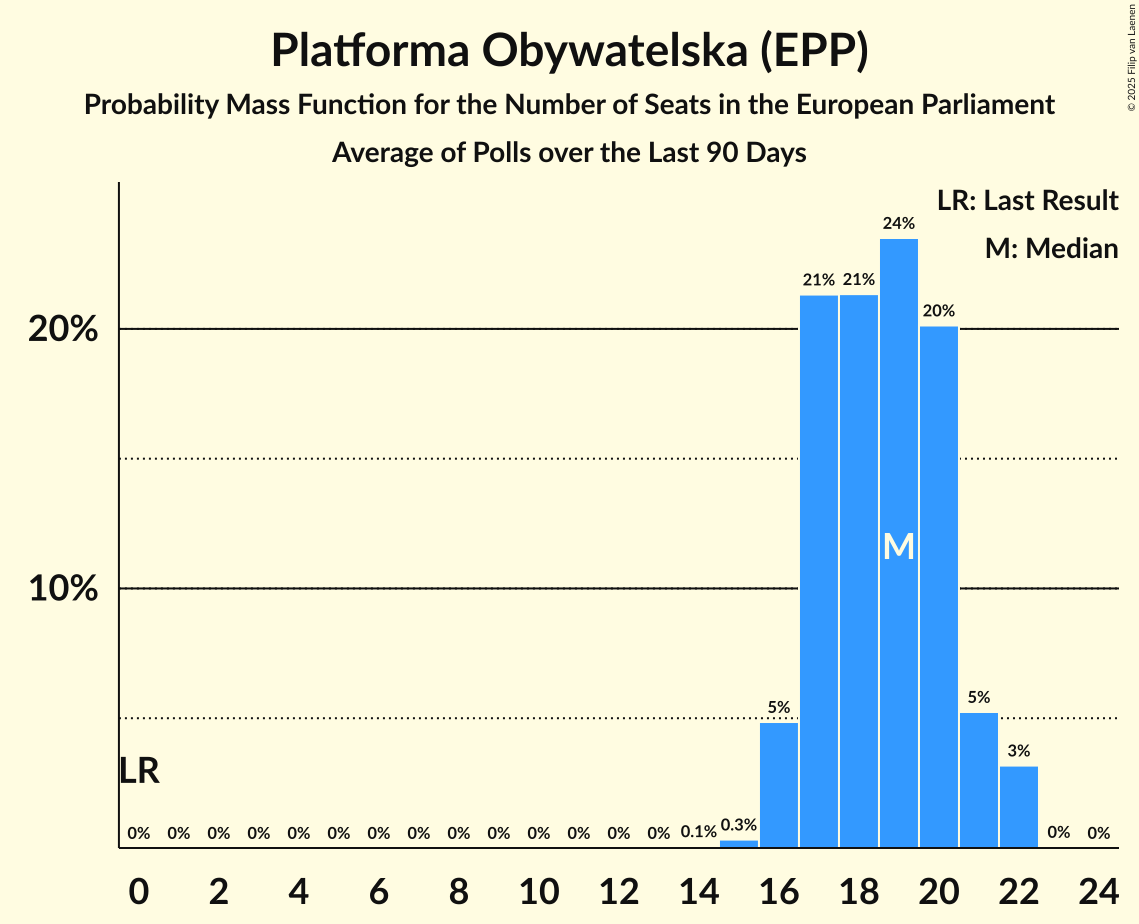 Platforma Obywatelska (EPP)
Probability Mass Function for the Number of Seats in the European Parliament
Average of Polls over the Last 90 Days
© 2025 Filip van Laenen
LR: Last Result
M: Median
20%
10%
24%
21% 21%
20%
M
5% 5%
3%
LR
0% 0% 0% 0% 0% 0% 0% 0% 0% 0% 0% 0% 0% 0% 0.1% 0.3% 0% 0%
0 2 4 6 8 10 12 14 16 18 20 22 24